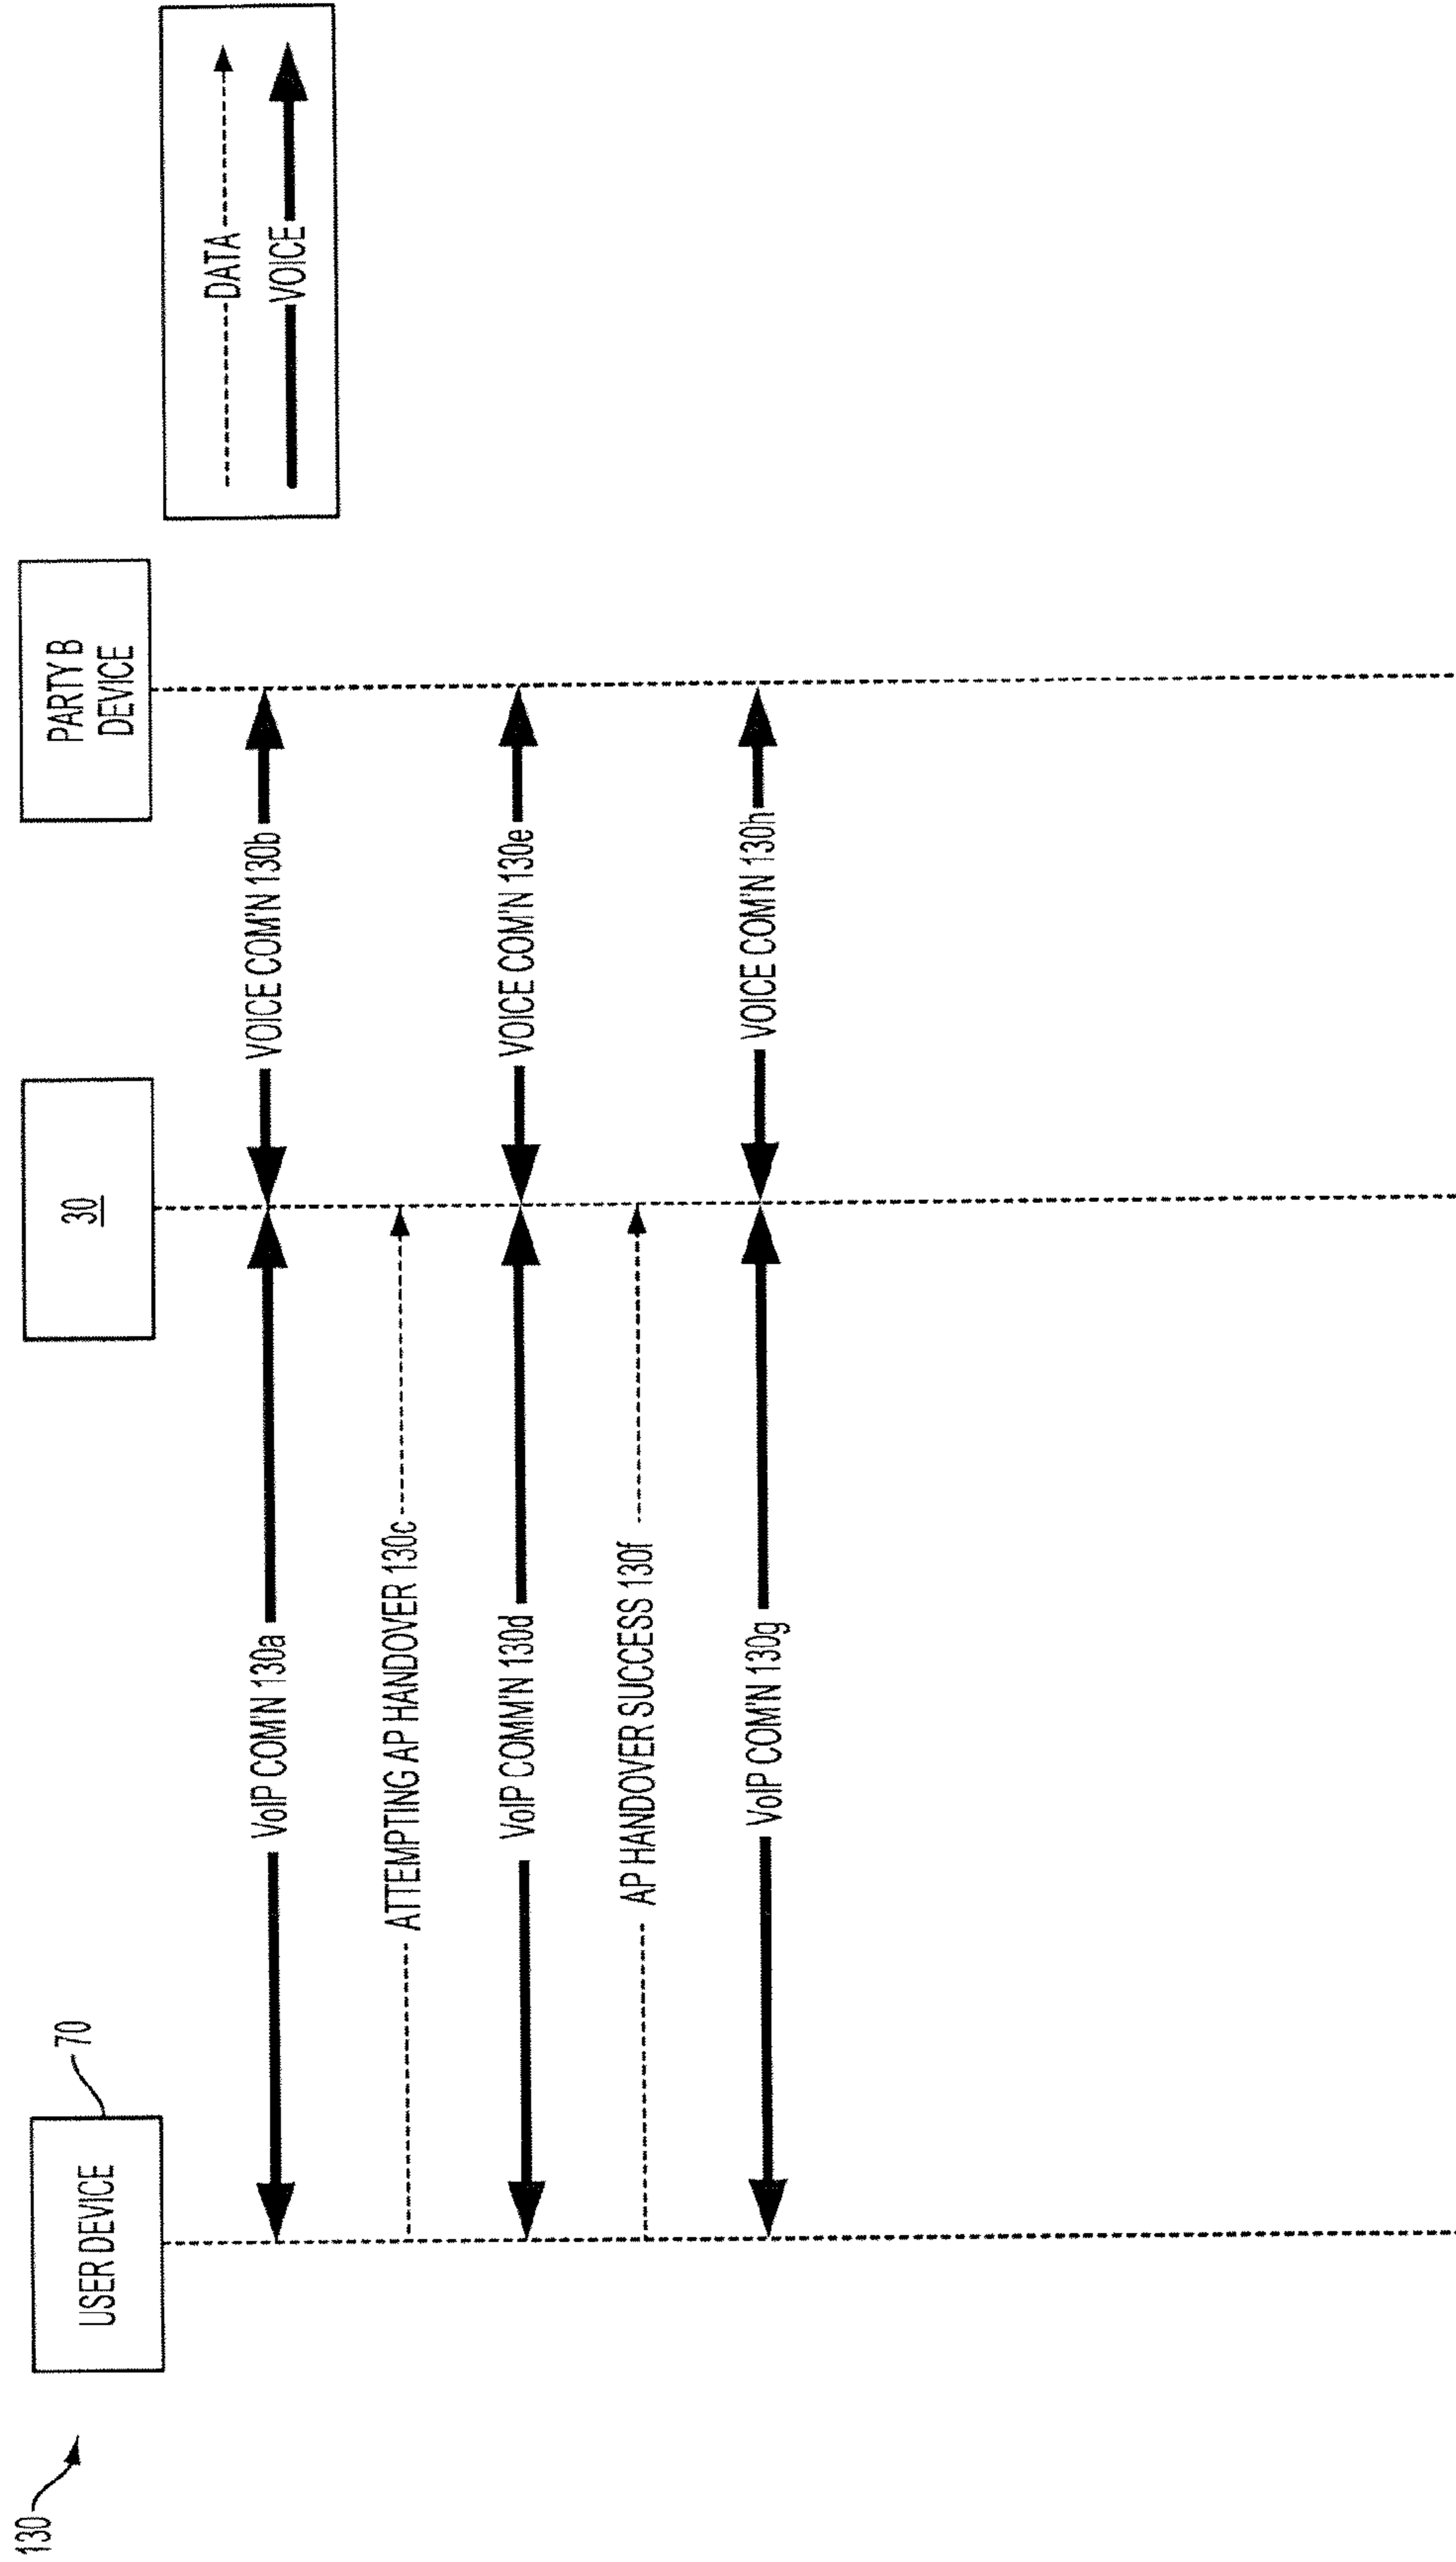 130
USER DEVICE
70
30
PARTY B
DEVICE
DATA
VOICE
VoIP COM'N 130a
VOICE COM'N 130b
ATTEMPTING AP HANDOVER 130c
VoIP COMM'N 130d
VOICE COM'N 130e
AP HANDOVER SUCCESS 130f
VoIP COM'N 130g
VOICE COM'N 130h